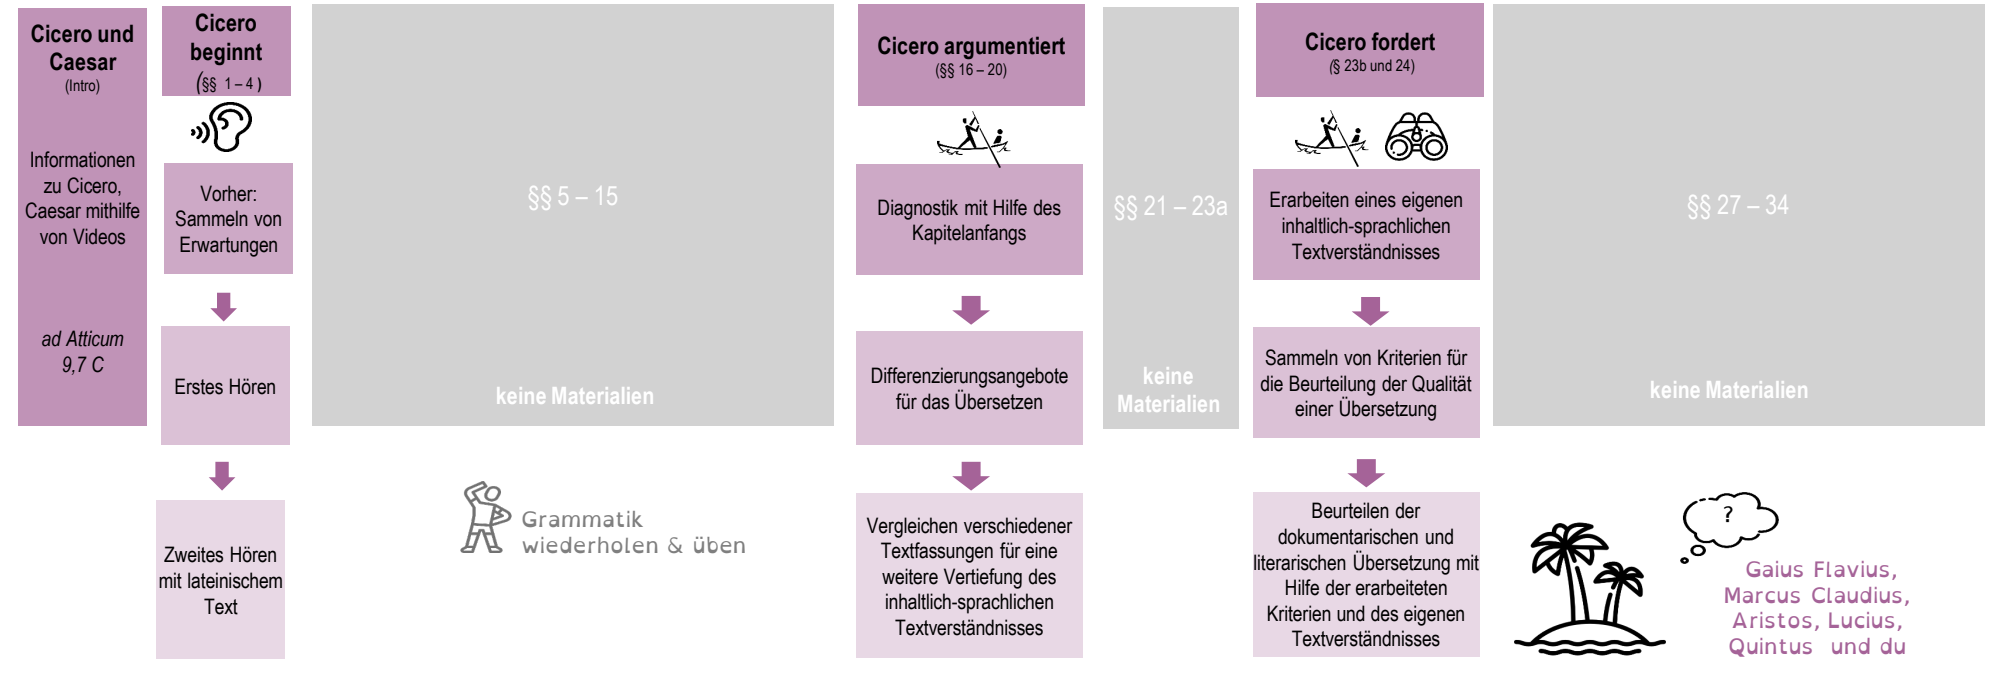 Cicero und
Caesar
(Intro)
Informationen
zu Cicero,
Caesar mithilfe
von Videos
ad Atticum
9,7 C
Cicero
beginnt
(§§ 1 – 4 )
Vorher:
Sammeln von
Erwartungen
Erstes Hören
Zweites Hören
mit lateinischem
Text
§§ 5 – 15
keine Materialien
Grammatik
wiederholen & üben
Cicero argumentiert
(§§ 16 – 20)
Diagnostik mit Hilfe des
Kapitelanfangs
Differenzierungsangebote
für das Übersetzen
Vergleichen verschiedener
Textfassungen für eine
weitere Vertiefung des
inhaltlich-sprachlichen
Textverständnisses
§§ 21 – 23a
keine
Materialien
Cicero fordert
(§ 23b und 24)
Erarbeiten eines eigenen
inhaltlich-sprachlichen
Textverständnisses
Sammeln von Kriterien für
die Beurteilung der Qualität
einer Übersetzung
Beurteilen der
dokumentarischen und
literarischen Übersetzung mit
Hilfe der erarbeiteten
Kriterien und des eigenen
Textverständnisses
§§ 27 – 34
keine Materialien
?
Gaius Flavius,
Marcus Claudius,
Aristos, Lucius,
Quintus und du